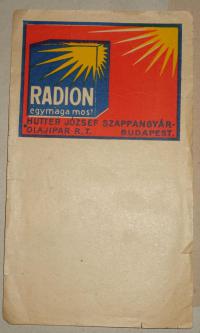 RADION
egymaga mos!
HUTTER JÓZSEF SZAPPANGYÁR-
OLAJIPAR R.T. BUDAPEST.